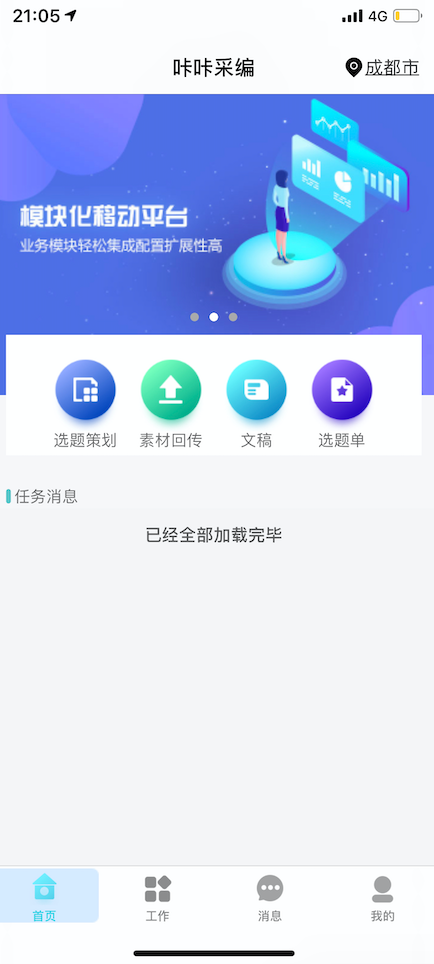 21:05
4G
咔咔采编
成都市
模块化移动平台
业务模块轻松集成配置扩展性高
选题策划
素材回传
文稿
选题单
任务消息
已经全部加载完毕
首页
工作
消息
我的